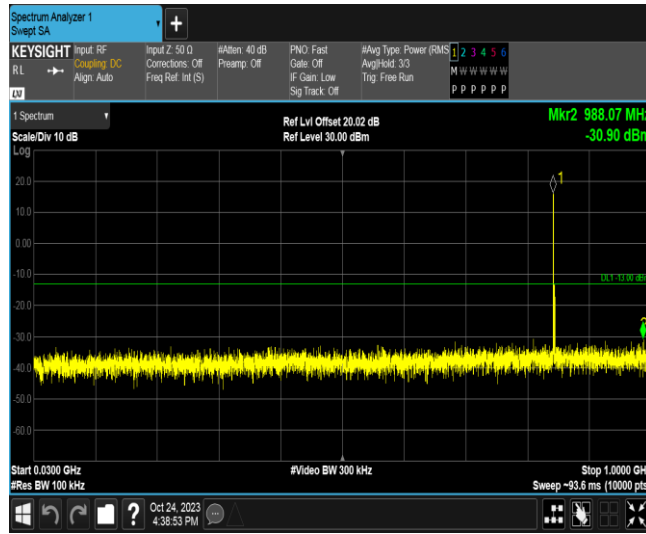 Spectrum Analyzer 1
Swept SA
+
KEYSIGHT
RL
LXI
Input: RF
Coupling: DC
Align: Auto
Input Z: 50 Ω
Corrections: Off
Freq Ref: Int (S)
#Atten: 40 dB
Preamp: Off
PNO: Fast
Gate: Off
IF Gain: Low
Sig Track: Off
#Avg Type: Power (RMS
Avg|Hold: 3/3
Trig: Free Run
1 2 3 4 5 6
M W W W W W
P P P P P P
1 Spectrum
Scale/Div 10 dB
Log
Ref Lvl Offset 20.02 dB
Ref Level 30.00 dBm
Mkr2 988.07 MHz
-30.90 dBm
1
20.0
10.0
0.00
-10.0
DL1 -13.00 dBm
-20.0
-30.0
-40.0
-50.0
-60.0
Start 0.0300 GHz
#Res BW 100 kHz
#Video BW 300 kHz
Stop 1.0000 GH
Sweep ~93.6 ms (10000 pts
?
Oct 24, 2023
4:38:53 PM